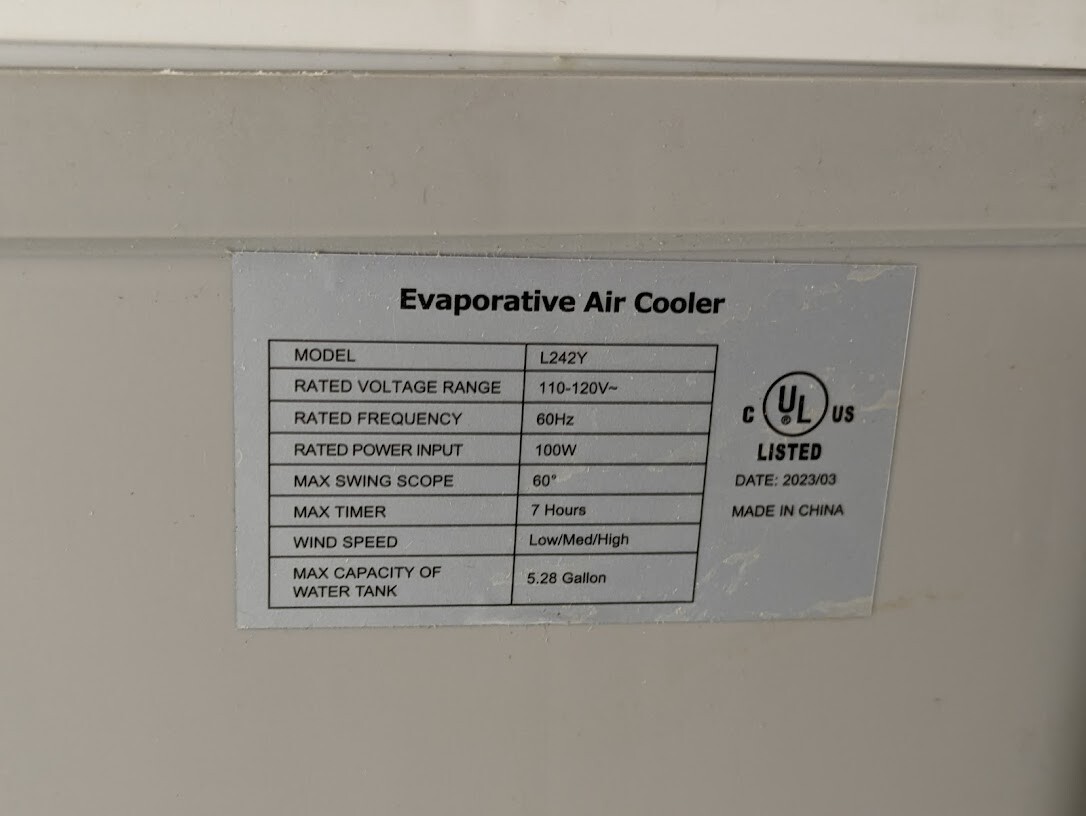 Evaporative Air Cooler
MODEL L242Y
RATED VOLTAGE RANGE 110-120V~
RATED FREQUENCY 60Hz
RATED POWER INPUT 100W
MAX SWING SCOPE 60°
MAX TIMER 7 Hours
WIND SPEED Low/Med/High
MAX CAPACITY OF
WATER TANK 5.28 Gallon
C UL® US
LISTED
DATE: 2023/03
MADE IN CHINA